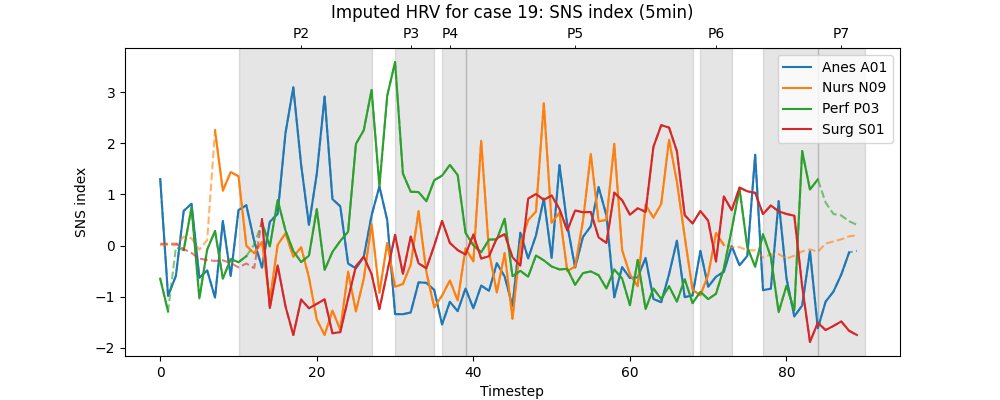 Imputed HRV for case 19: SNS index (5min)
P2 P3 P4 P5 P6 P7
Anes A01
Nurs N09
Perf P03
Surg S01
SNS index
3
2
1
0
−1
−2
0 20 40 60 80
Timestep